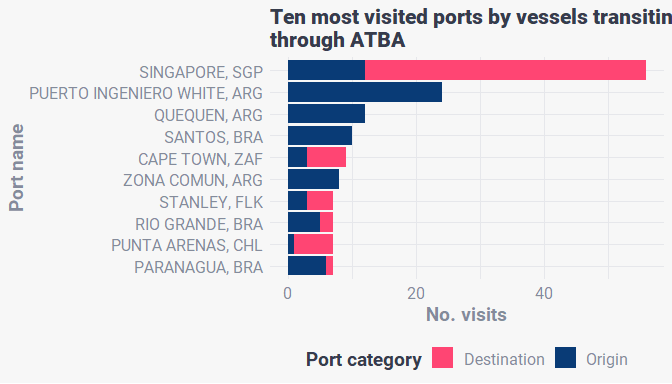 Ten most visited ports by vessels transitin
through ATBA
SINGAPORE, SGP
PUERTO INGENIERO WHITE, ARG
QUEQUEN, ARG
SANTOS, BRA
CAPE TOWN, ZAF
ZONA COMUN, ARG
STANLEY, FLK
RIO GRANDE, BRA
PUNTA ARENAS, CHL
PARANAGUA, BRA
Port name
0 20 40
No. visits
Port category Destination Origin